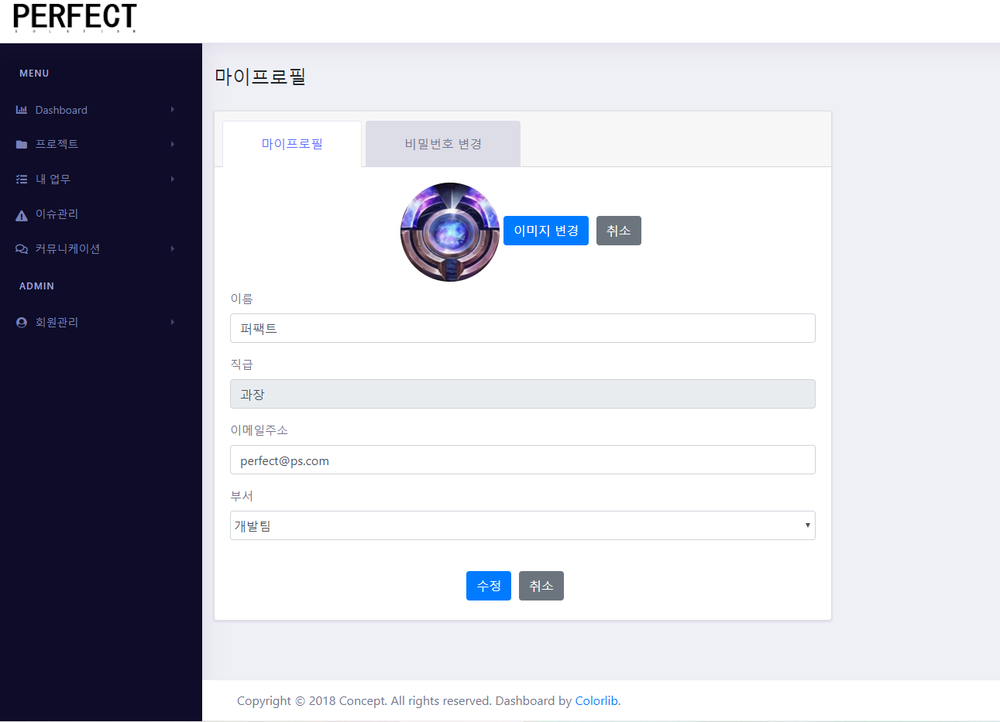 PERFECT
SOLUTION
MENU
Dashboard
프로젝트
내 업무
이슈관리
커뮤니케이션
ADMIN
회원관리
마이프로필
마이프로필 비밀번호 변경
이미지 변경 취소
이름
퍼팩트
직급
과장
이메일주소
perfect@ps.com
부서
개발팀
수정 취소
Copyright © 2018 Concept. All rights reserved. Dashboard by Colorlib.